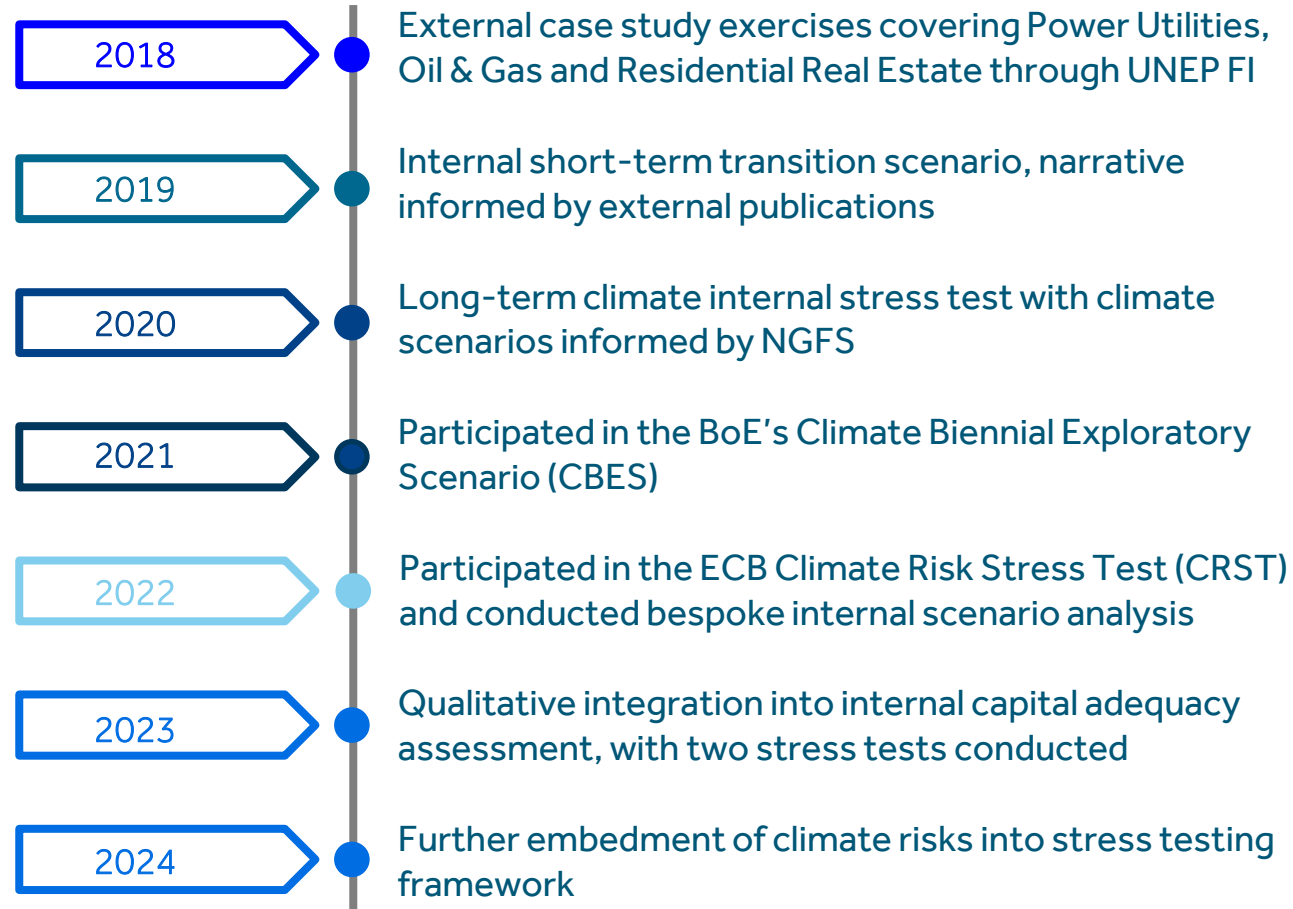 2018
External case study exercises covering Power Utilities,
Oil & Gas and Residential Real Estate through UNEP FI
2019
Internal short-term transition scenario, narrative
informed by external publications
2020
Long-term climate internal stress test with climate
scenarios informed by NGFS
2021
Participated in the BoE’s Climate Biennial Exploratory
Scenario (CBES)
2022
Participated in the ECB Climate Risk Stress Test (CRST)
and conducted bespoke internal scenario analysis
2023
Qualitative integration into internal capital adequacy
assessment, with two stress tests conducted
2024
Further embedment of climate risks into stress testing
framework